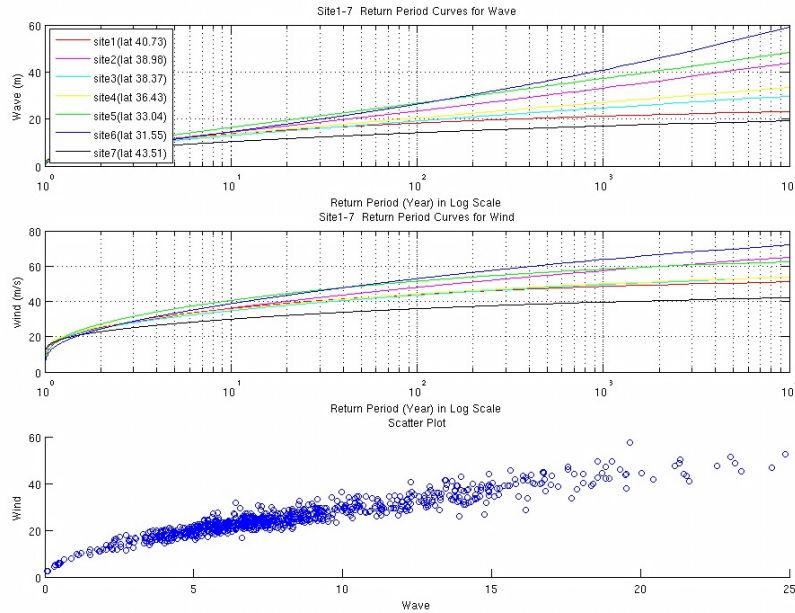 Site1-7 Return Period Curves for Wave
Wave (m)
60
40
20
0
site1(lat 40.73)
site2(lat 38.98)
site3(lat 38.37)
site4(lat 36.43)
site5(lat 33.04)
site6(lat 31.55)
site7(lat 43.51)
10^0 10^1 10^2 10^3 10^4
Return Period (Year) in Log Scale
Site1-7 Return Period Curves for Wind
wind (m/s)
80
60
40
20
0
10^0 10^1 10^2 10^3 10^4
Return Period (Year) in Log Scale
Scatter Plot
Wind
60
40
20
0
0 5 10 15 20 25
Wave